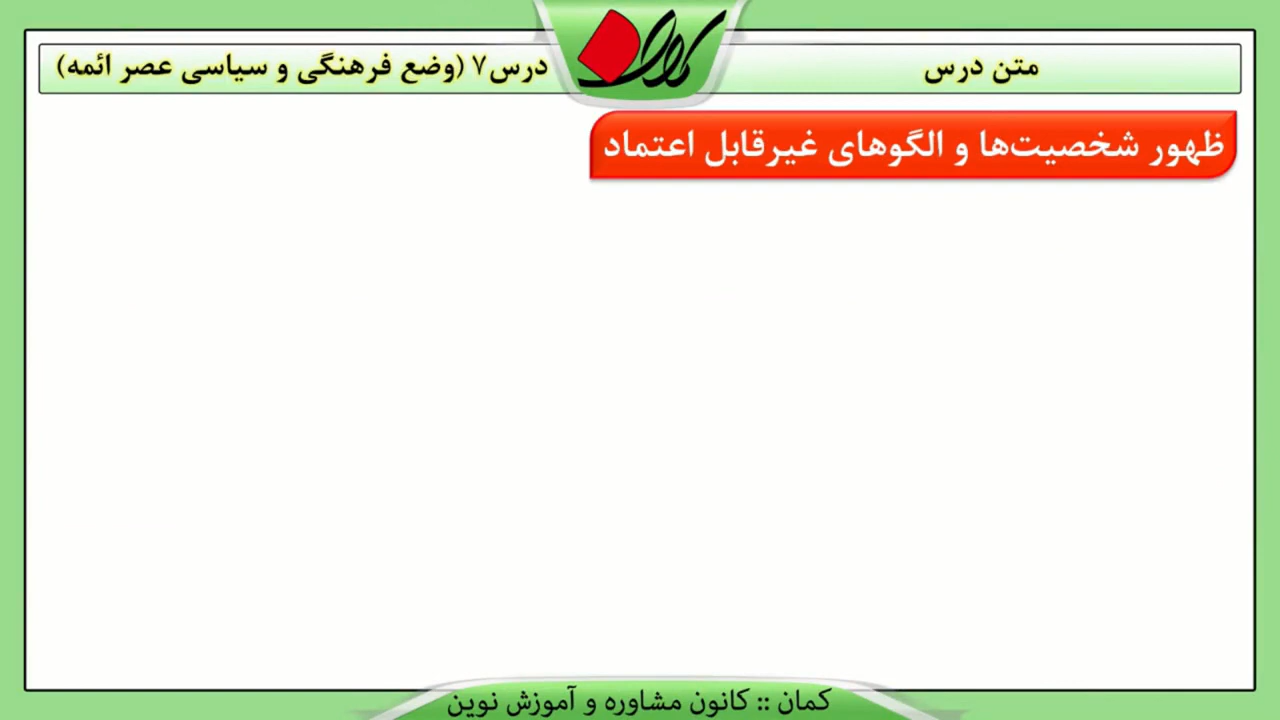 متن درس
کمان
درس۷ (وضع فرهنگی و سیاسی عصر ائمه)
ظهور شخصیت‌ها و الگوهای غیرقابل اعتماد
کمان :: کانون مشاوره و آموزش نوین